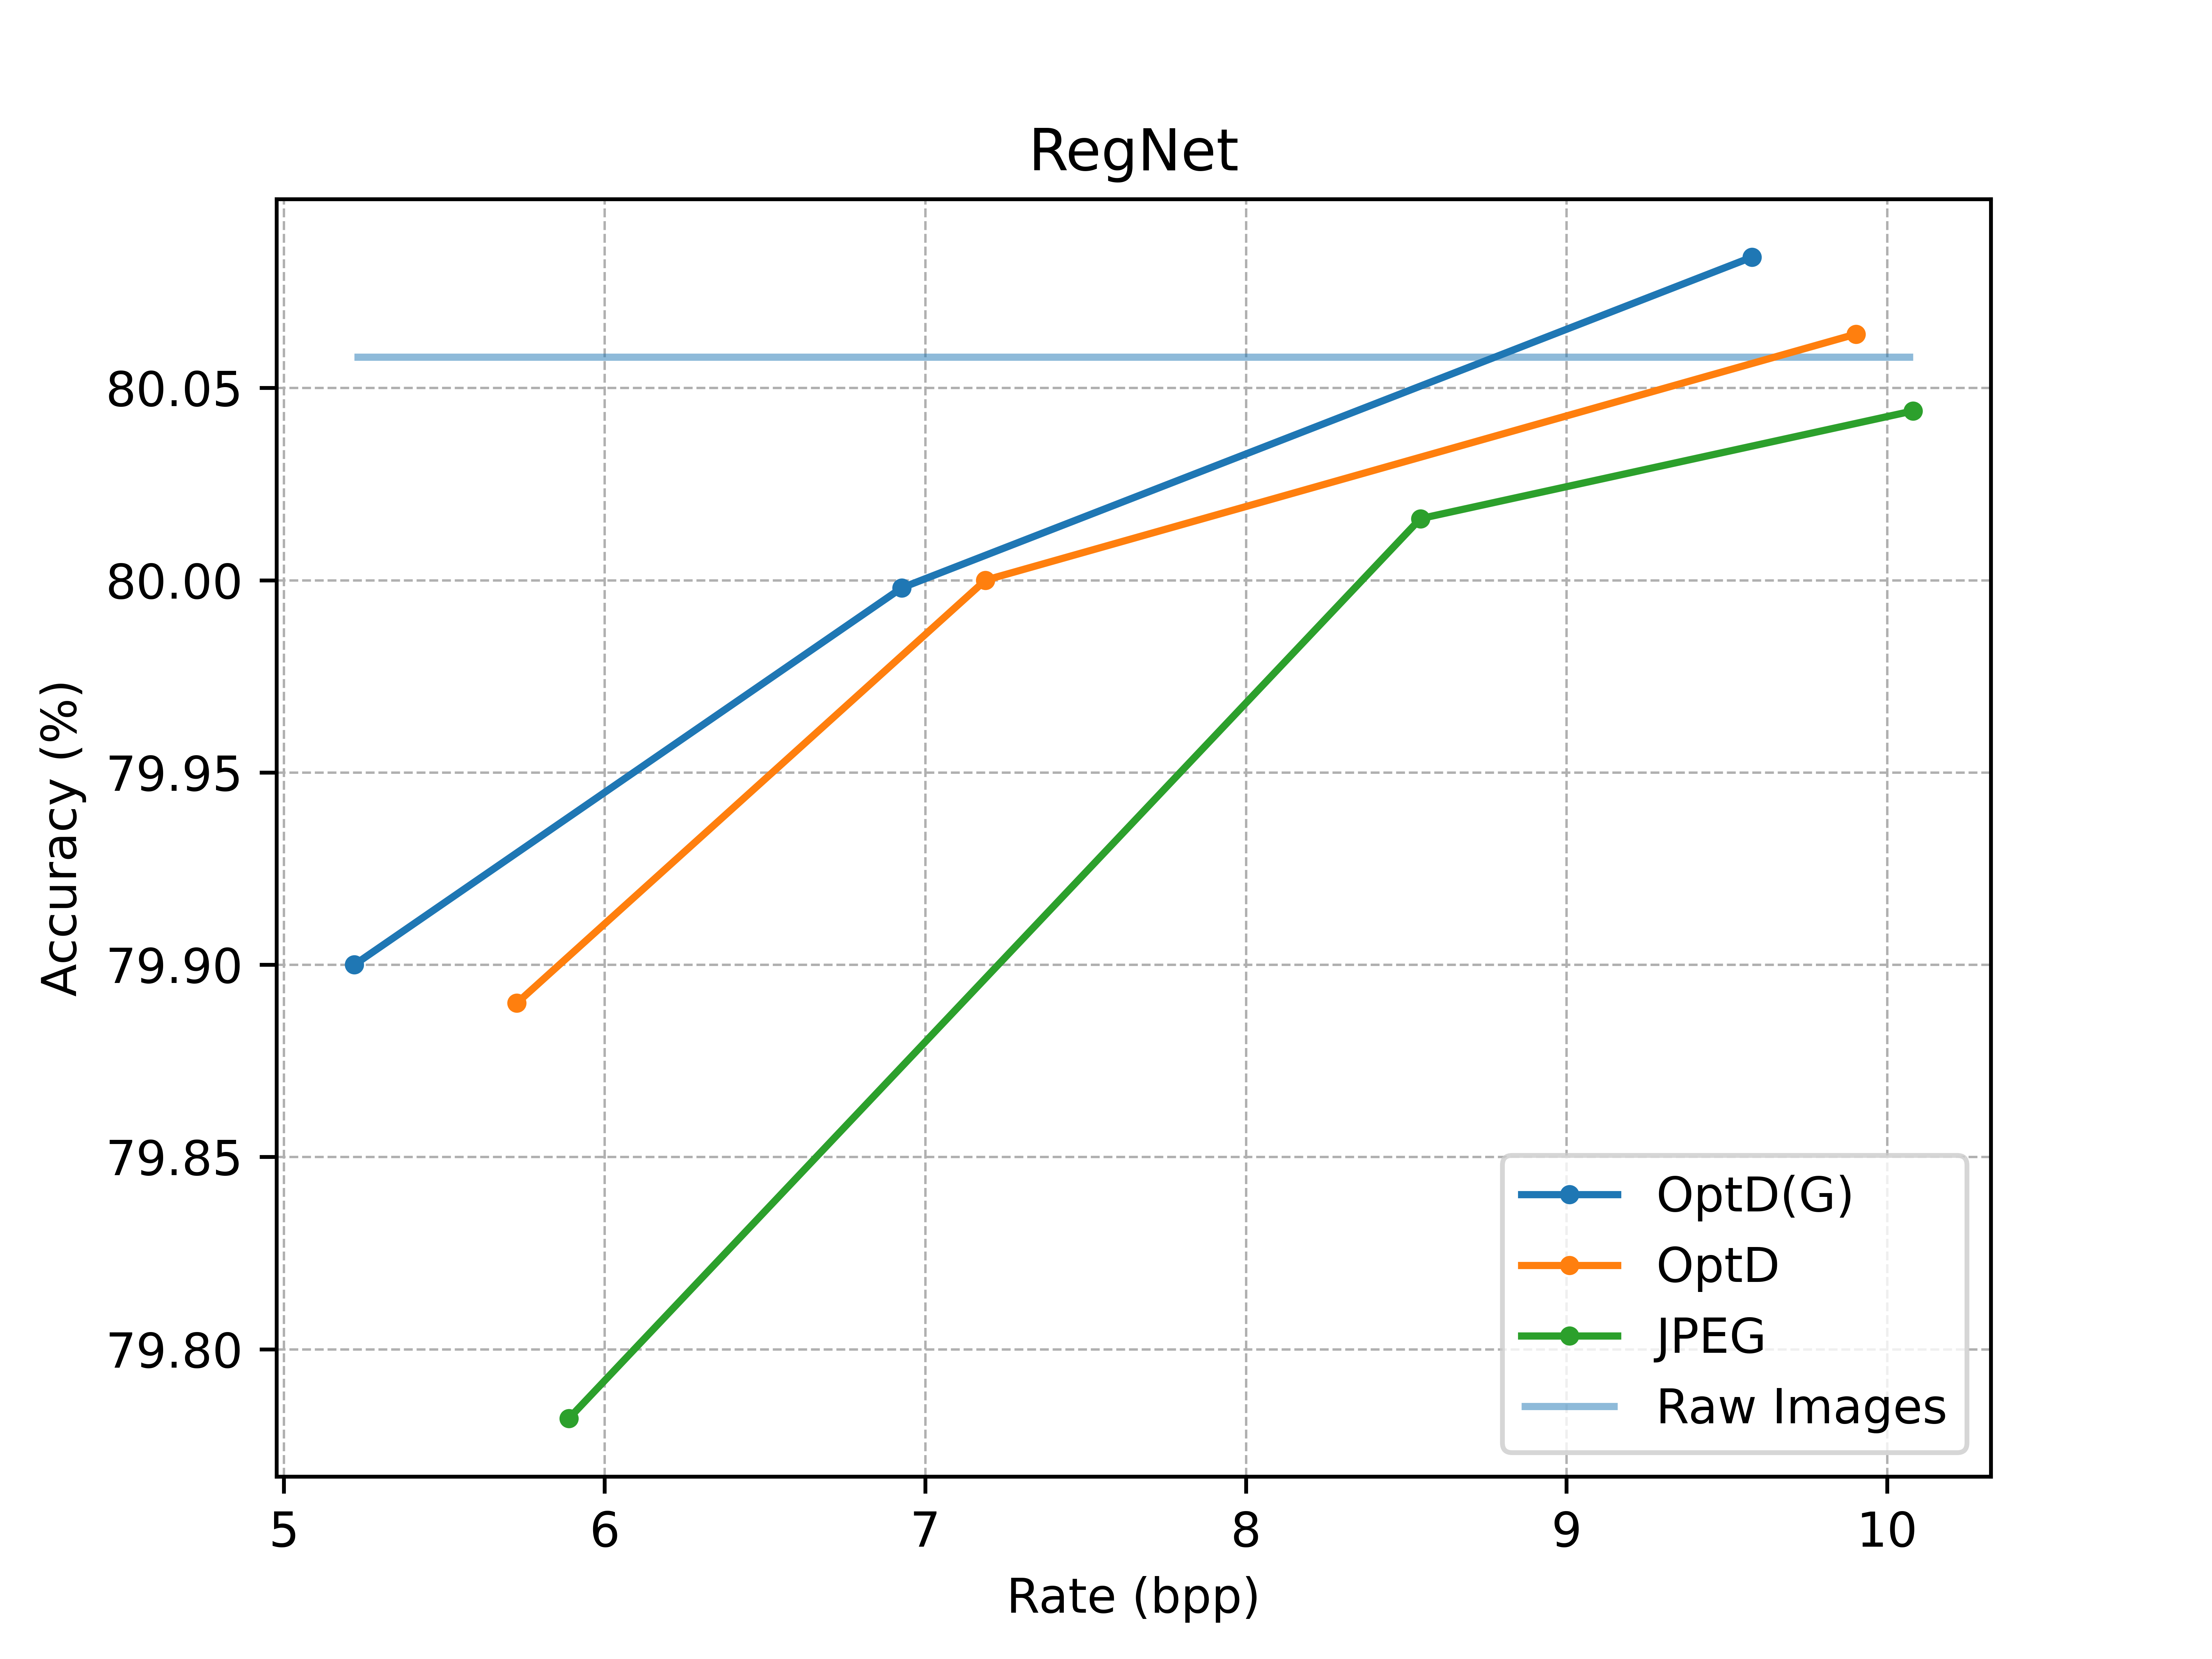 RegNet
80.05
80.00
79.95
79.90
79.85
79.80
Accuracy (%)
OptD(G)
OptD
JPEG
Raw Images
5 6 7 8 9 10
Rate (bpp)